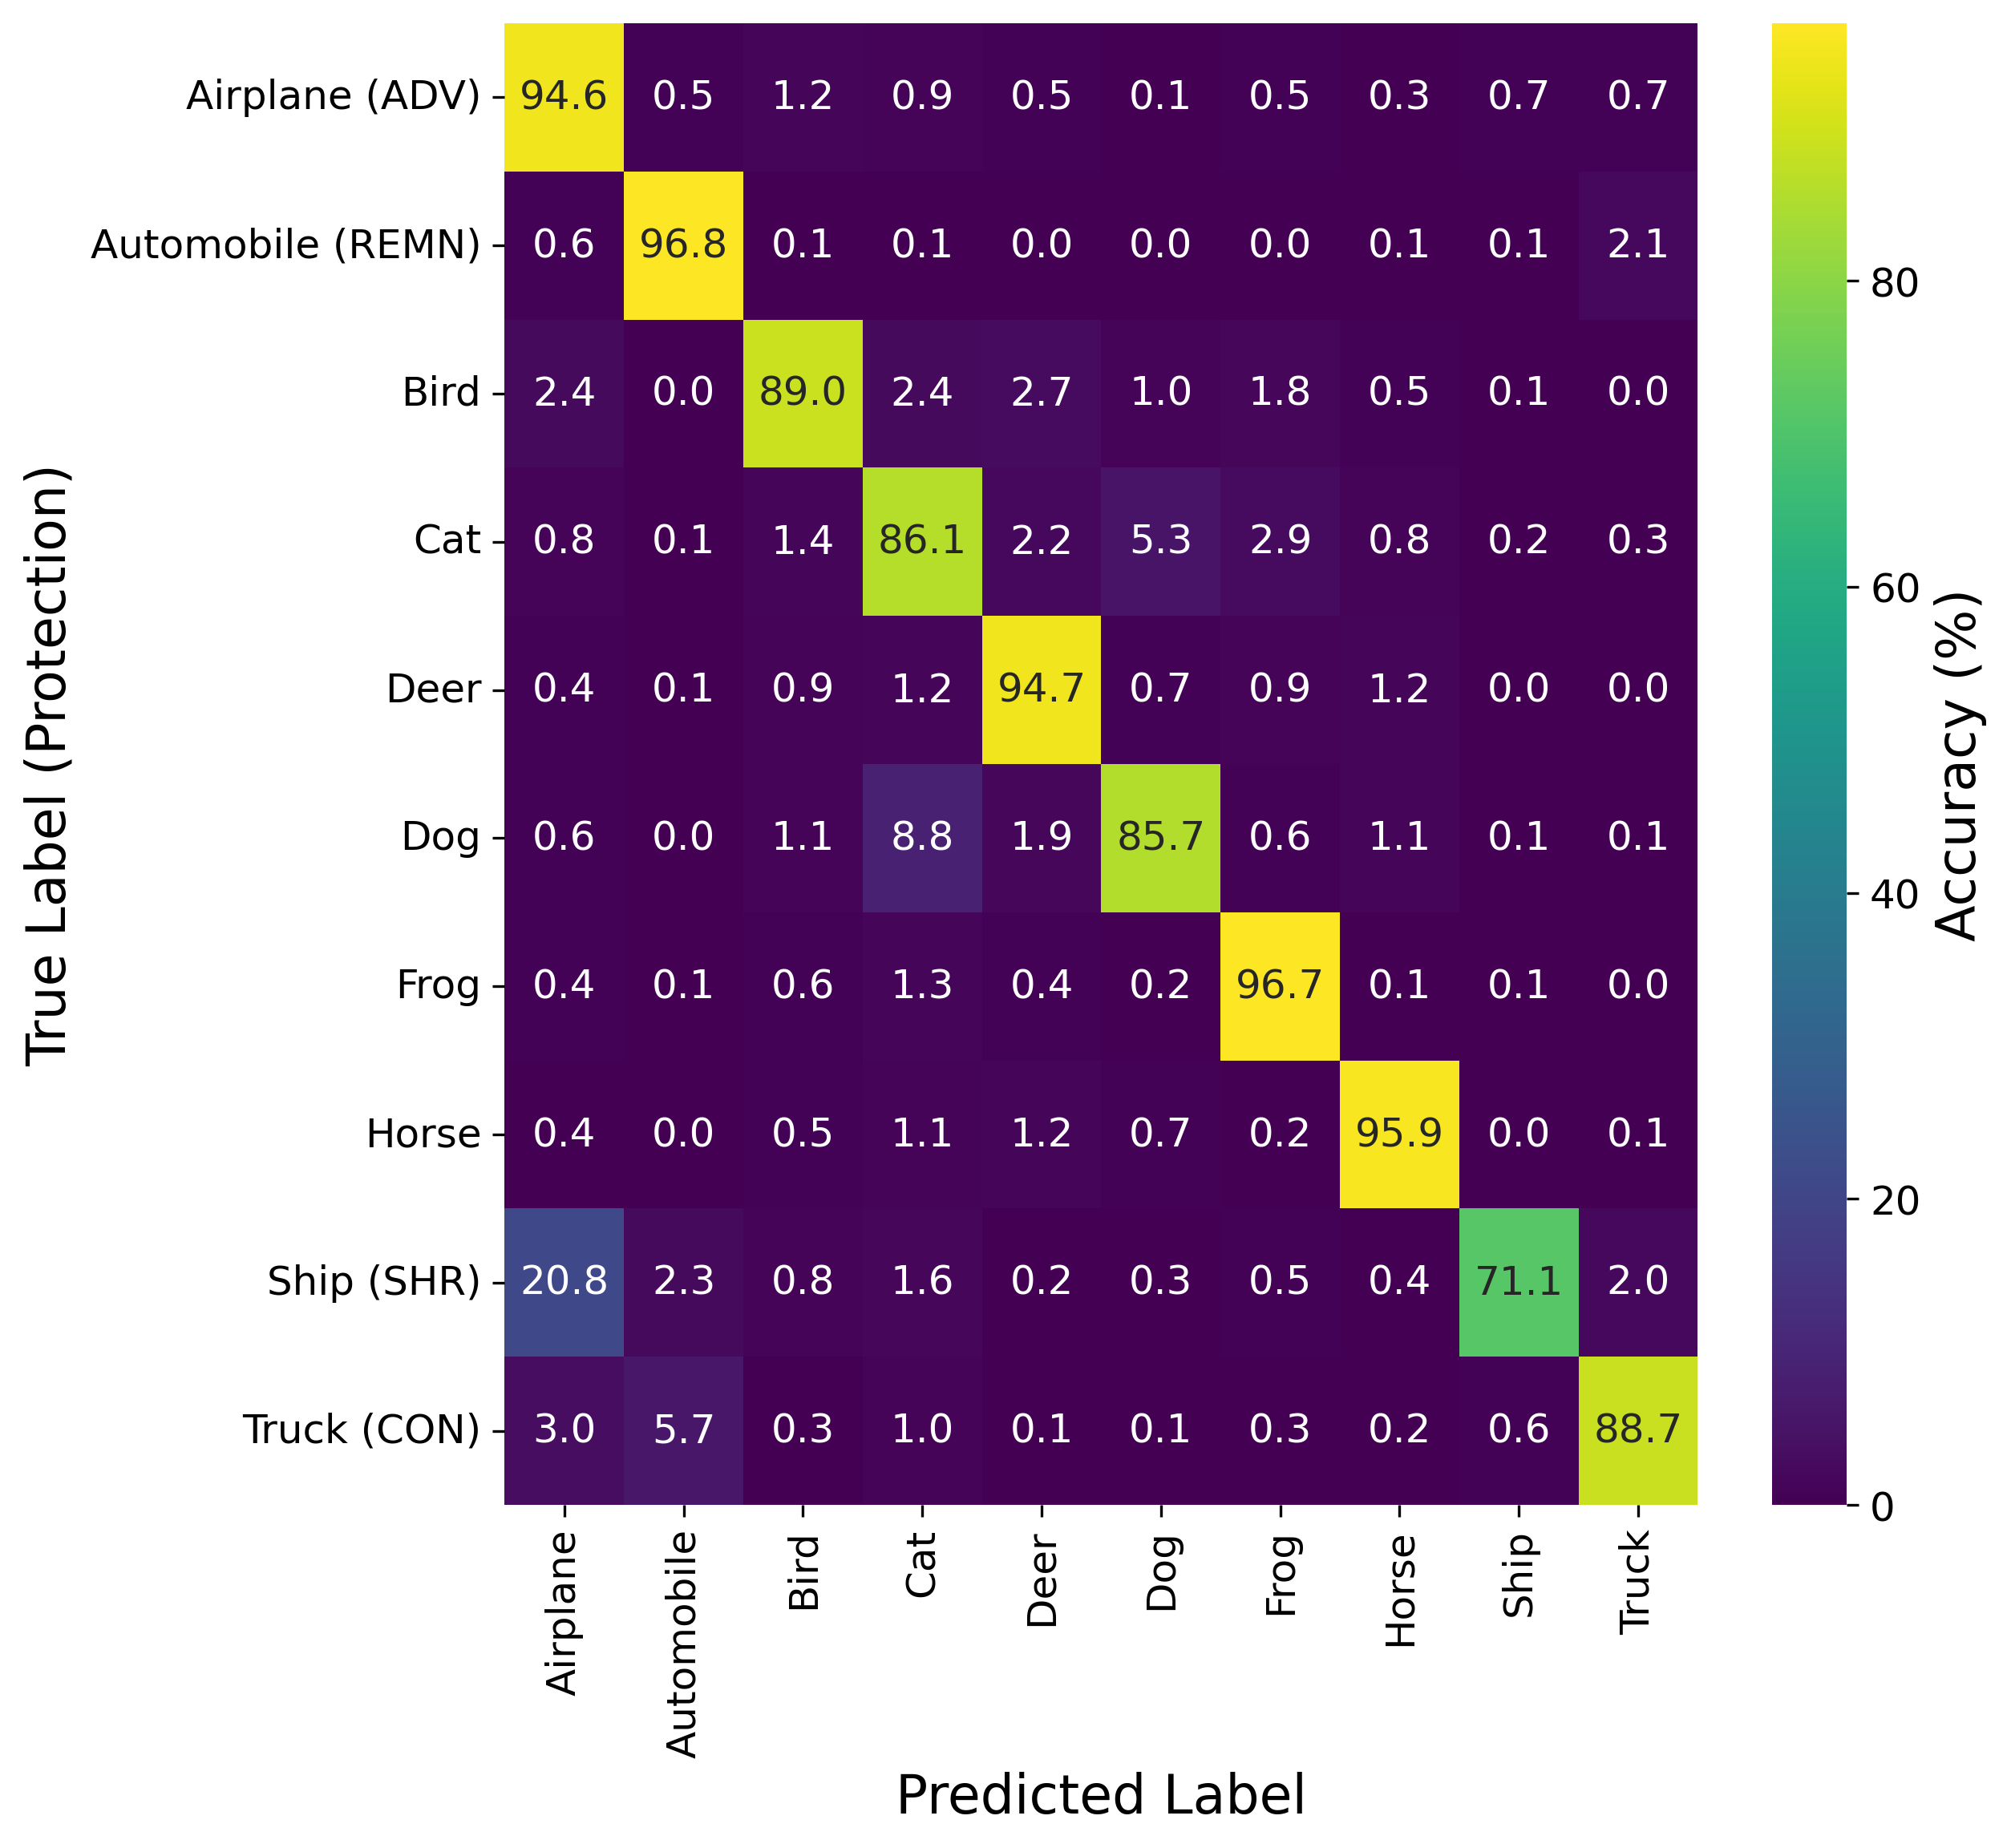 Airplane (ADV) 94.6 0.5 1.2 0.9 0.5 0.1 0.5 0.3 0.7 0.7
Automobile (REMN) 0.6 96.8 0.1 0.1 0.0 0.0 0.0 0.1 0.1 2.1
Bird 2.4 0.0 89.0 2.4 2.7 1.0 1.8 0.5 0.1 0.0
Cat 0.8 0.1 1.4 86.1 2.2 5.3 2.9 0.8 0.2 0.3
Deer 0.4 0.1 0.9 1.2 94.7 0.7 0.9 1.2 0.0 0.0
Dog 0.6 0.0 1.1 8.8 1.9 85.7 0.6 1.1 0.1 0.1
Frog 0.4 0.1 0.6 1.3 0.4 0.2 96.7 0.1 0.1 0.0
Horse 0.4 0.0 0.5 1.1 1.2 0.7 0.2 95.9 0.0 0.1
Ship (SHR) 20.8 2.3 0.8 1.6 0.2 0.3 0.5 0.4 71.1 2.0
Truck (CON) 3.0 5.7 0.3 1.0 0.1 0.1 0.3 0.2 0.6 88.7
True Label (Protection)
Airplane Automobile Bird Cat Deer Dog Frog Horse Ship Truck
Predicted Label
80
60
40
20
0
Accuracy (%)